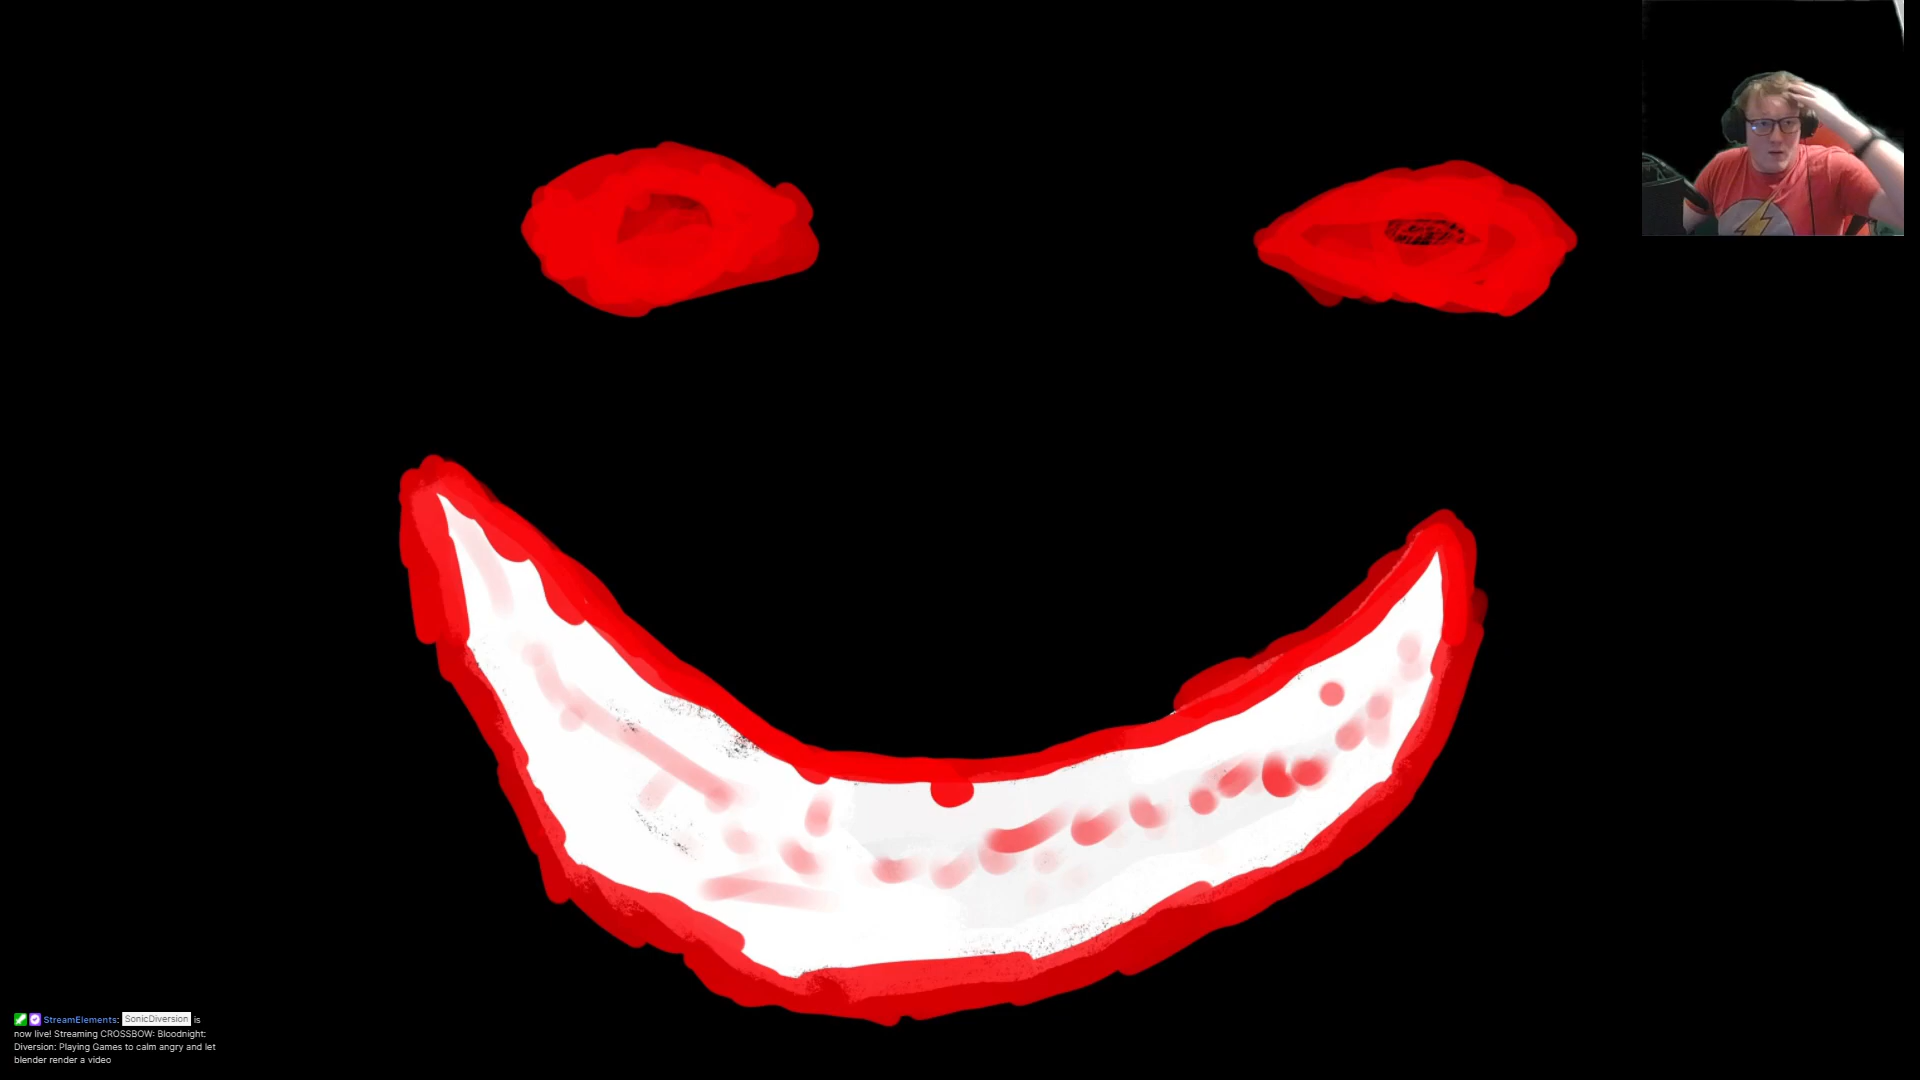 StreamElements: SonicDiversion is
now live! Streaming CROSSBOW: Bloodnight:
Diversion: Playing Games to calm angry and let
blender render a video